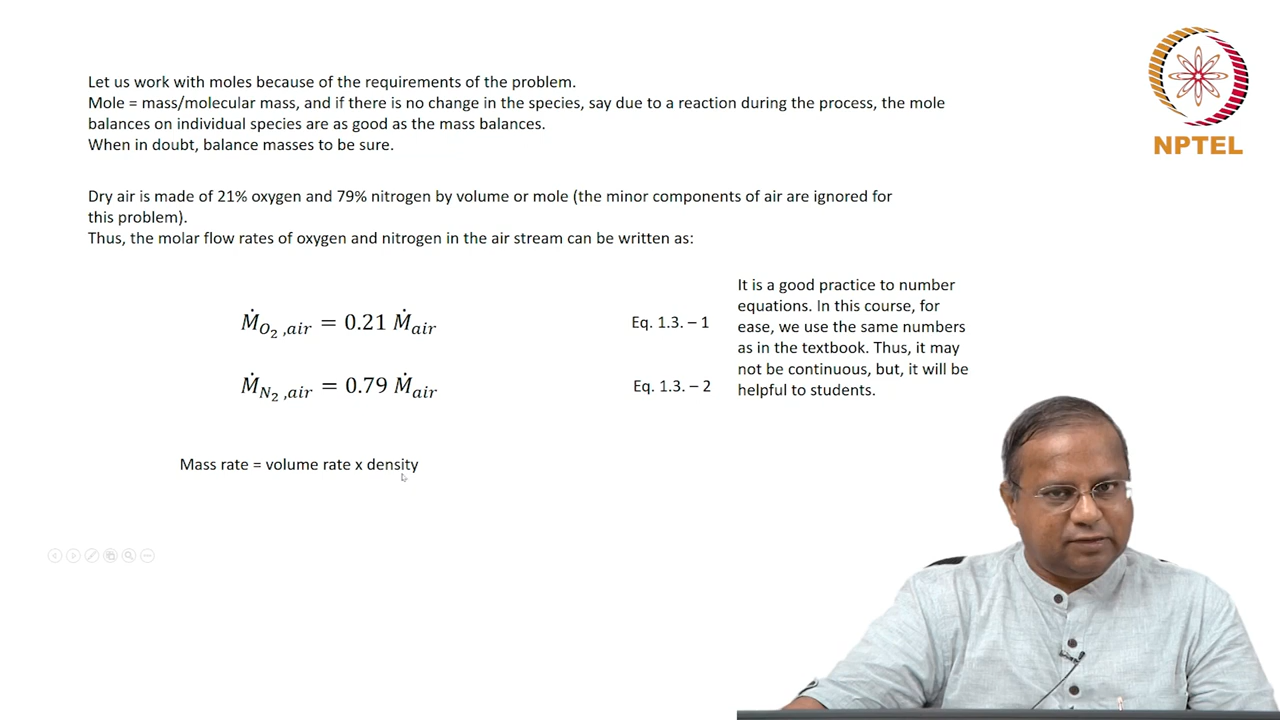 Let us work with moles because of the requirements of the problem.
Mole = mass/molecular mass, and if there is no change in the species, say due to a reaction during the process, the mole
balances on individual species are as good as the mass balances.
When in doubt, balance masses to be sure.
NPTEL
Dry air is made of 21% oxygen and 79% nitrogen by volume or mole (the minor components of air are ignored for
this problem).
Thus, the molar flow rates of oxygen and nitrogen in the air stream can be written as:
Ṁ_{O₂,air} = 0.21 Ṁ_{air}
Eq. 1.3. – 1
Ṁ_{N₂,air} = 0.79 Ṁ_{air}
Eq. 1.3. – 2
It is a good practice to number
equations. In this course, for
ease, we use the same numbers
as in the textbook. Thus, it may
not be continuous, but, it will be
helpful to students.
Mass rate = volume rate x density